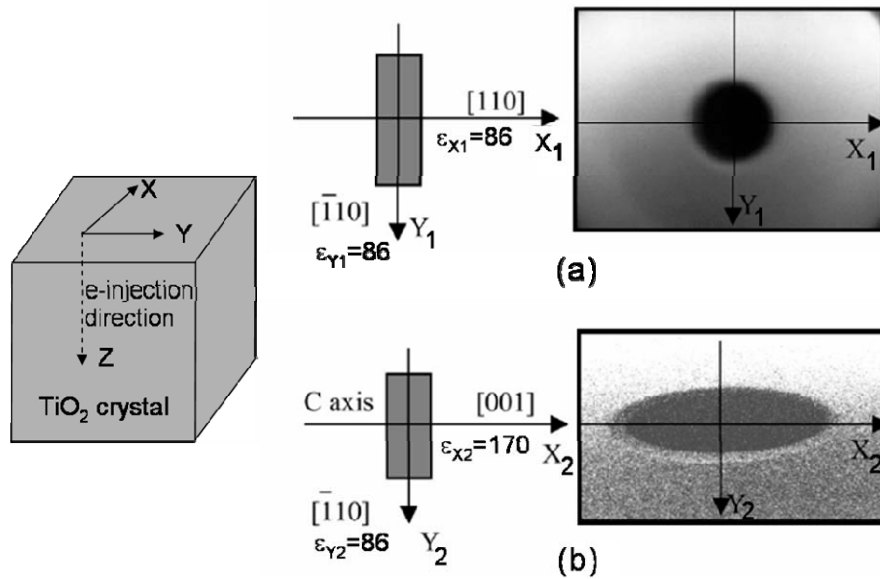 X
Y
e-injection
direction
Z
TiO₂ crystal
[110]
εX1=86
X₁
[1̄10]
εY1=86
Y₁
X₁
Y₁
(a)
C axis
[001]
εX2=170
X₂
[1̄10]
εY2=86
Y₂
X₂
Y₂
(b)